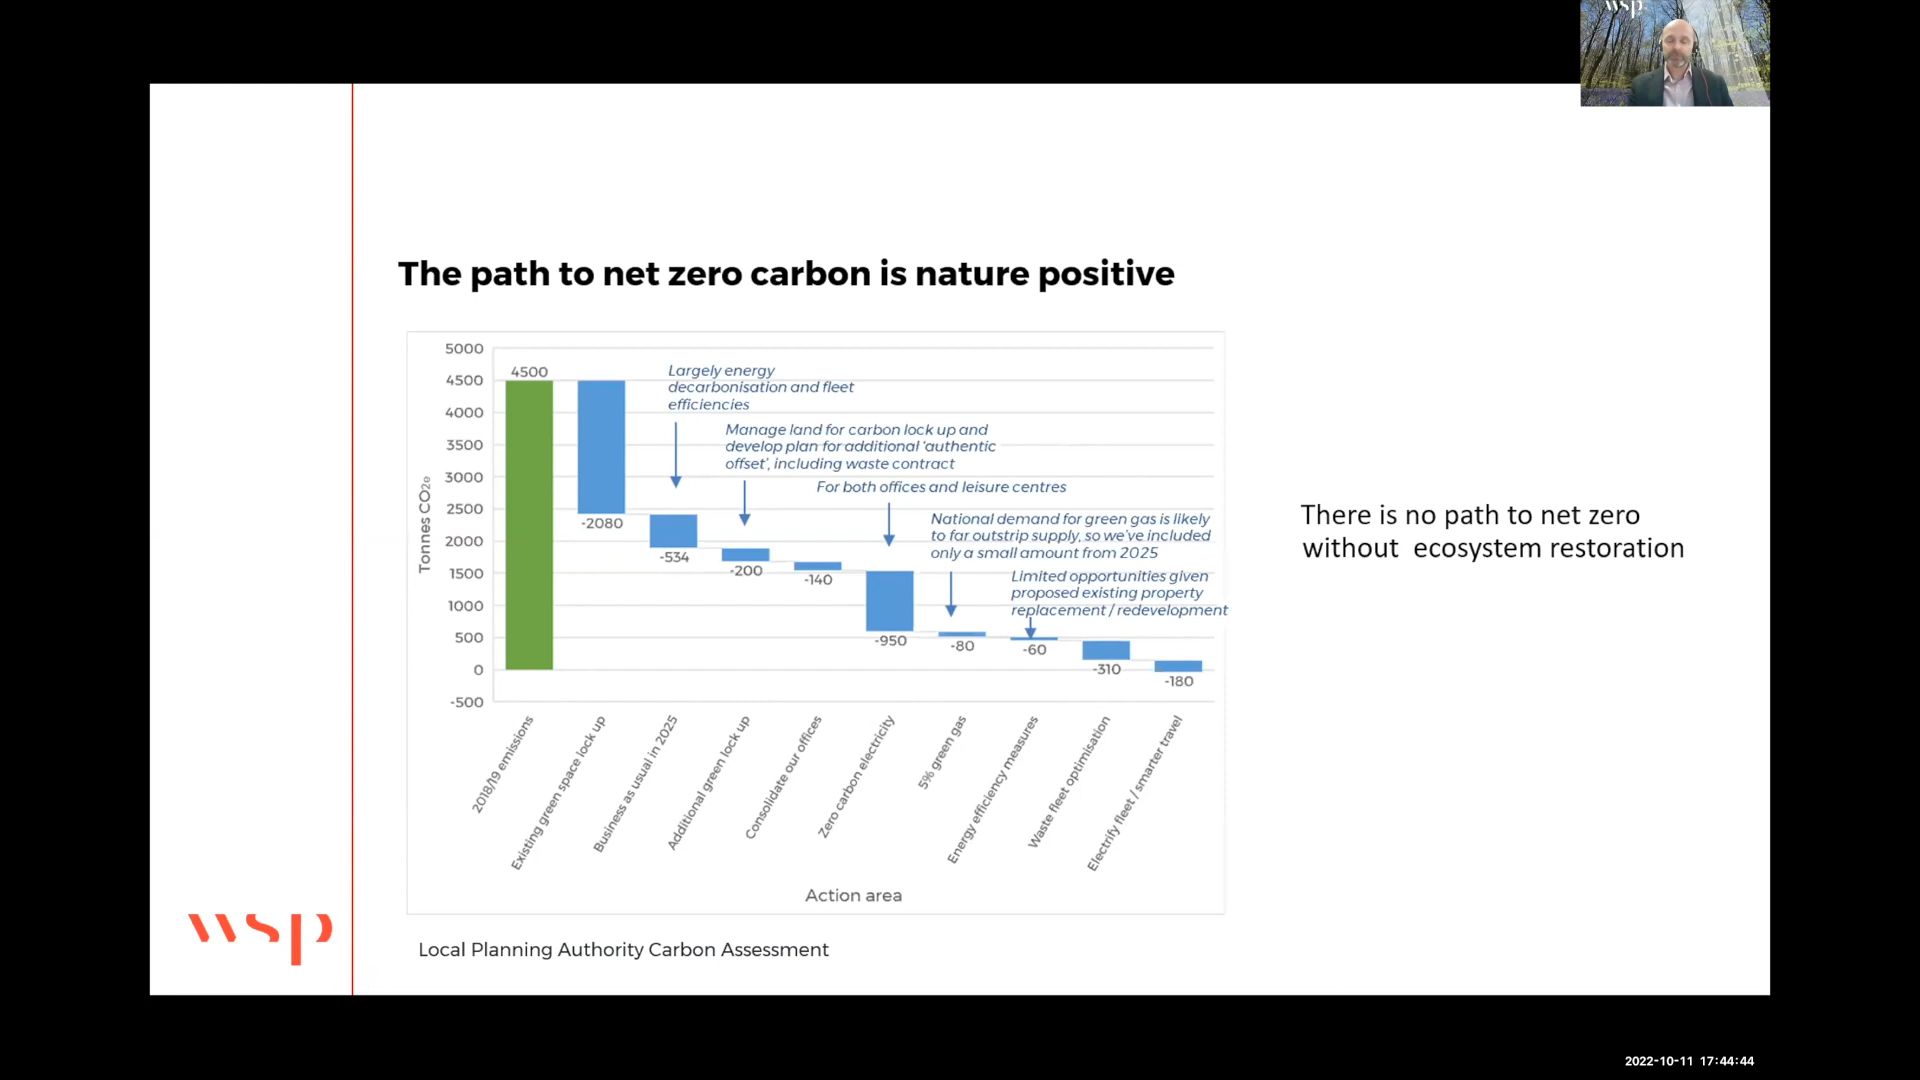 wsp
The path to net zero carbon is nature positive
5000
4500
4000
3500
3000
2500
2000
1500
1000
500
0
-500
Tonnes CO2e
4500
-2080
-534
-200
-140
-950
-80
-60
-310
-180
Largely energy
decarbonisation and fleet
efficiencies
Manage land for carbon lock up and
develop plan for additional 'authentic
offset', including waste contract
For both offices and leisure centres
National demand for green gas is likely
to far outstrip supply, so we've included
only a small amount from 2025
Limited opportunities given
proposed existing property
replacement / redevelopment
2018/19 emissions
Existing green space lock up
Business as usual in 2025
Additional green lock up
Consolidate our offices
Zero carbon electricity
5% green gas
Energy efficiency measures
Waste fleet optimisation
Electrify fleet / smarter travel
Action area
There is no path to net zero
without ecosystem restoration
wsp
Local Planning Authority Carbon Assessment
2022-10-11 17:44:44